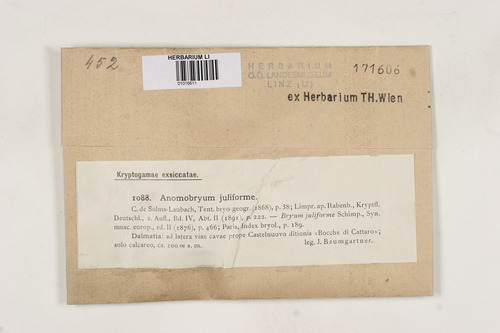 452
HERBARIUM LI
HERBARIUM
O.Ö. LANDESMUSEUM
LINZ (LI)
171606
ex Herbarium TH.Wien
Kryptogamae exsiccatae.
1088. Anomobryum juliforme.
C. de Solms-Laubach, Tent. bryo-geogr. (1868), p. 38; Limpr. ap. Rabenh., Kryptfl.
Deutschl., 2. Aufl., Bd. IV, Abt. II (1891), p. 222. — Bryum juliforme Schimp., Syn.
musc. europ., ed. II (1876), p. 466; Paris, Index bryol., p. 189.
Dalmatia: ad latera viae cavae prope Castelnuovo ditionis «Bocche di Cattaro»;
solo calcareo, ca. 100 m s. m.
leg. J. Baumgartner.